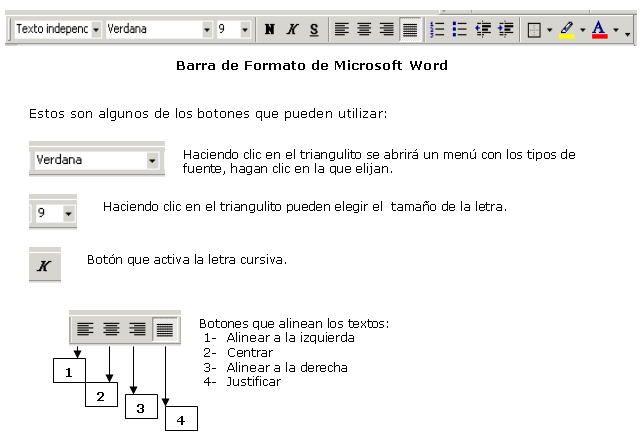 Texto indepenc Verdana 9 N K S A
Barra de Formato de Microsoft Word
Estos son algunos de los botones que pueden utilizar:
Verdana
Haciendo clic en el triangulito se abrirá un menú con los tipos de
fuente, hagan clic en la que elijan.
9
Haciendo clic en el triangulito pueden elegir el tamaño de la letra.
K
Botón que activa la letra cursiva.
Botones que alinean los textos:
1- Alinear a la izquierda
2- Centrar
3- Alinear a la derecha
4- Justificar
1
2
3
4